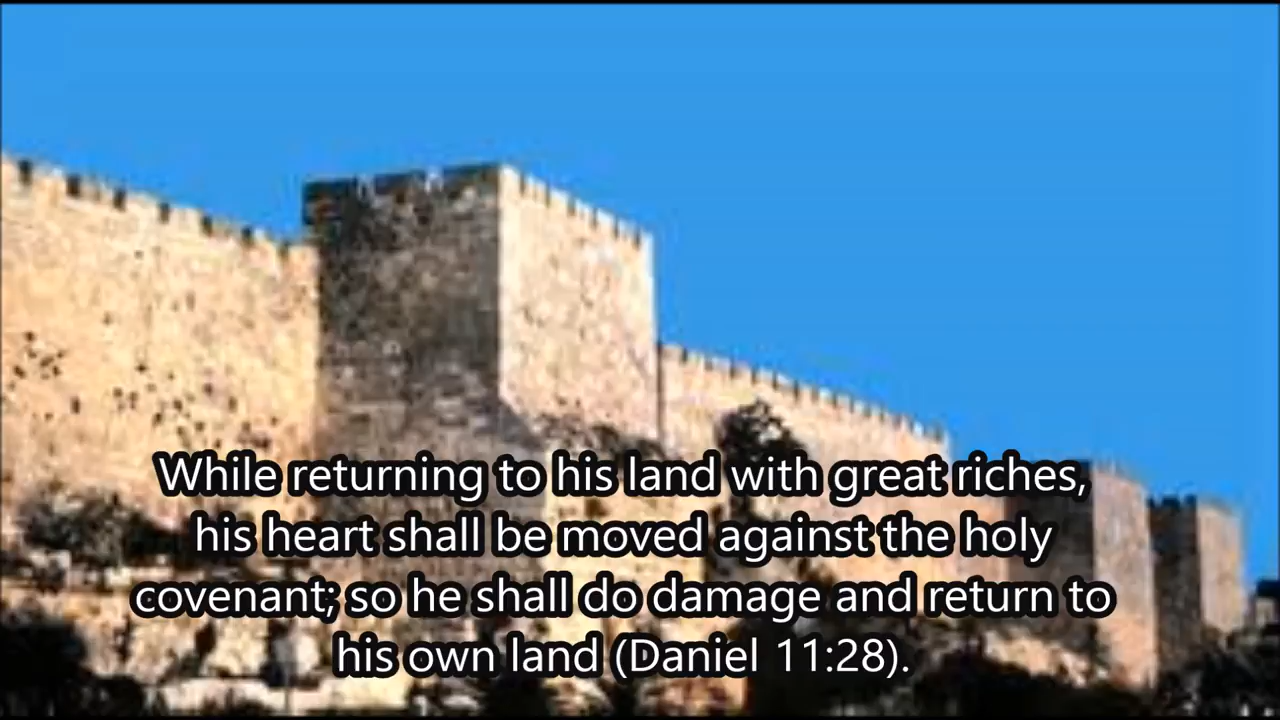 While returning to his land with great riches,
his heart shall be moved against the holy
covenant; so he shall do damage and return to
his own land (Daniel 11:28).